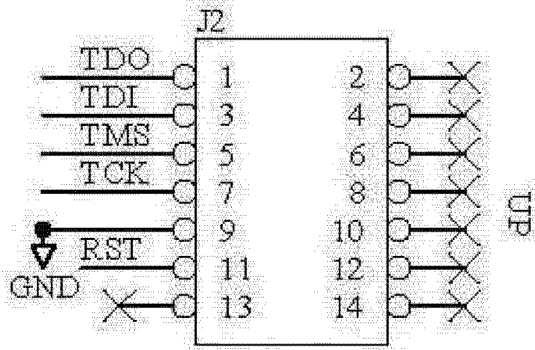 J2
TDO 1 2
TDI 3 4
TMS 5 6
TCK 7 8
9 10
RST 11 12
GND
13 14
UP